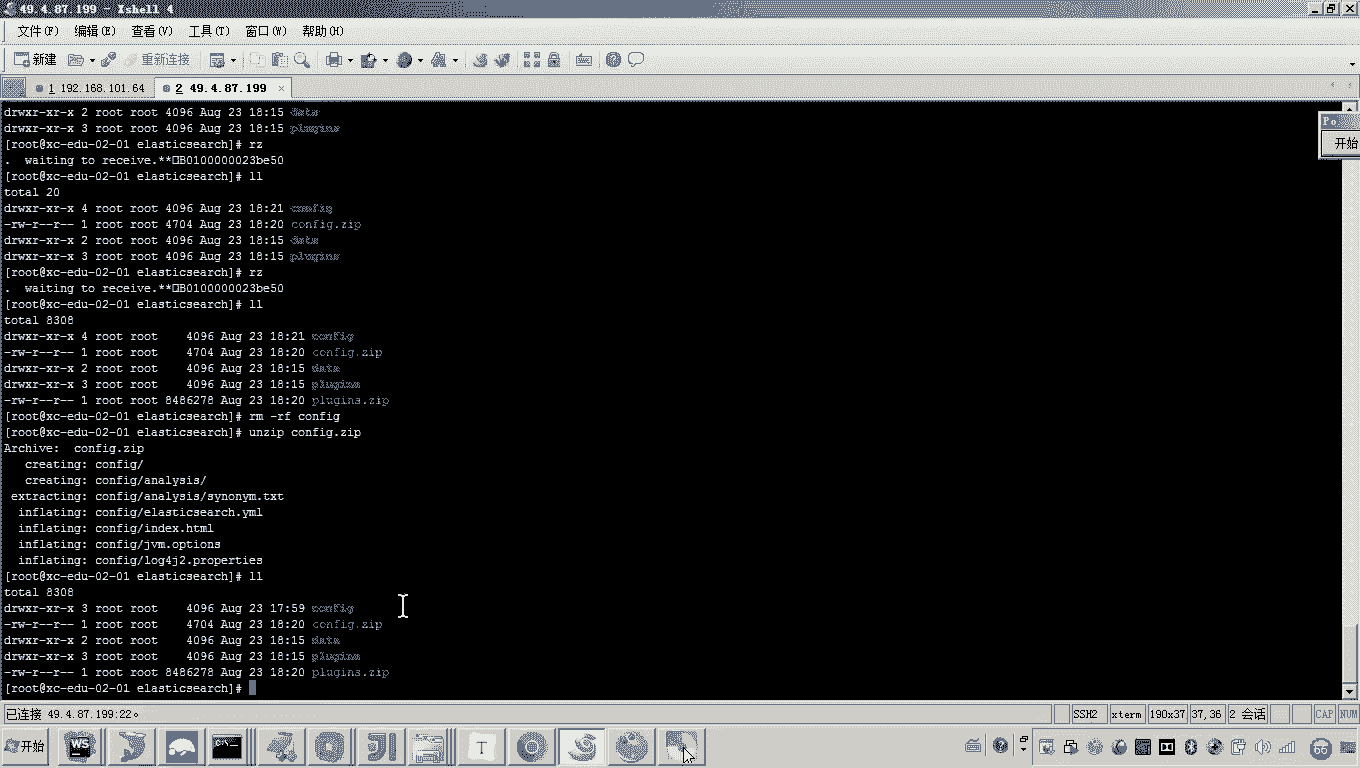 49.4.87.199 - Xshell 4
文件(F) 编辑(E) 查看(V) 工具(T) 窗口(W) 帮助(H)
新建 重新连接
1 192.168.101.64 2 49.4.87.199
drwxr-xr-x 2 root root 4096 Aug 23 18:15 data
drwxr-xr-x 3 root root 4096 Aug 23 18:15 plugins
[root@xc-edu-02-01 elasticsearch]# rz
. waiting to receive.**B0100000023be50
[root@xc-edu-02-01 elasticsearch]# ll
total 20
drwxr-xr-x 4 root root 4096 Aug 23 18:21 config
-rw-r--r-- 1 root root 4704 Aug 23 18:20 config.zip
drwxr-xr-x 2 root root 4096 Aug 23 18:15 data
drwxr-xr-x 3 root root 4096 Aug 23 18:15 plugins
[root@xc-edu-02-01 elasticsearch]# rz
. waiting to receive.**B0100000023be50
[root@xc-edu-02-01 elasticsearch]# ll
total 8308
drwxr-xr-x 4 root root 4096 Aug 23 18:21 config
-rw-r--r-- 1 root root 4704 Aug 23 18:20 config.zip
drwxr-xr-x 2 root root 4096 Aug 23 18:15 data
drwxr-xr-x 3 root root 4096 Aug 23 18:15 plugins
-rw-r--r-- 1 root root 8486278 Aug 23 18:20 plugins.zip
[root@xc-edu-02-01 elasticsearch]# rm -rf config
[root@xc-edu-02-01 elasticsearch]# unzip config.zip
Archive: config.zip
creating: config/
creating: config/analysis/
extracting: config/analysis/synonym.txt
inflating: config/elasticsearch.yml
inflating: config/index.html
inflating: config/jvm.options
inflating: config/log4j2.properties
[root@xc-edu-02-01 elasticsearch]# ll
total 8308
drwxr-xr-x 3 root root 4096 Aug 23 17:59 config
-rw-r--r-- 1 root root 4704 Aug 23 18:20 config.zip
drwxr-xr-x 2 root root 4096 Aug 23 18:15 data
drwxr-xr-x 3 root root 4096 Aug 23 18:15 plugins
-rw-r--r-- 1 root root 8486278 Aug 23 18:20 plugins.zip
[root@xc-edu-02-01 elasticsearch]#
Po
开始
已连接 49.4.87.199:22。 SSH2 xterm 190x37 37,36 2 会话 CAP NUM
开始 WS C:\ T